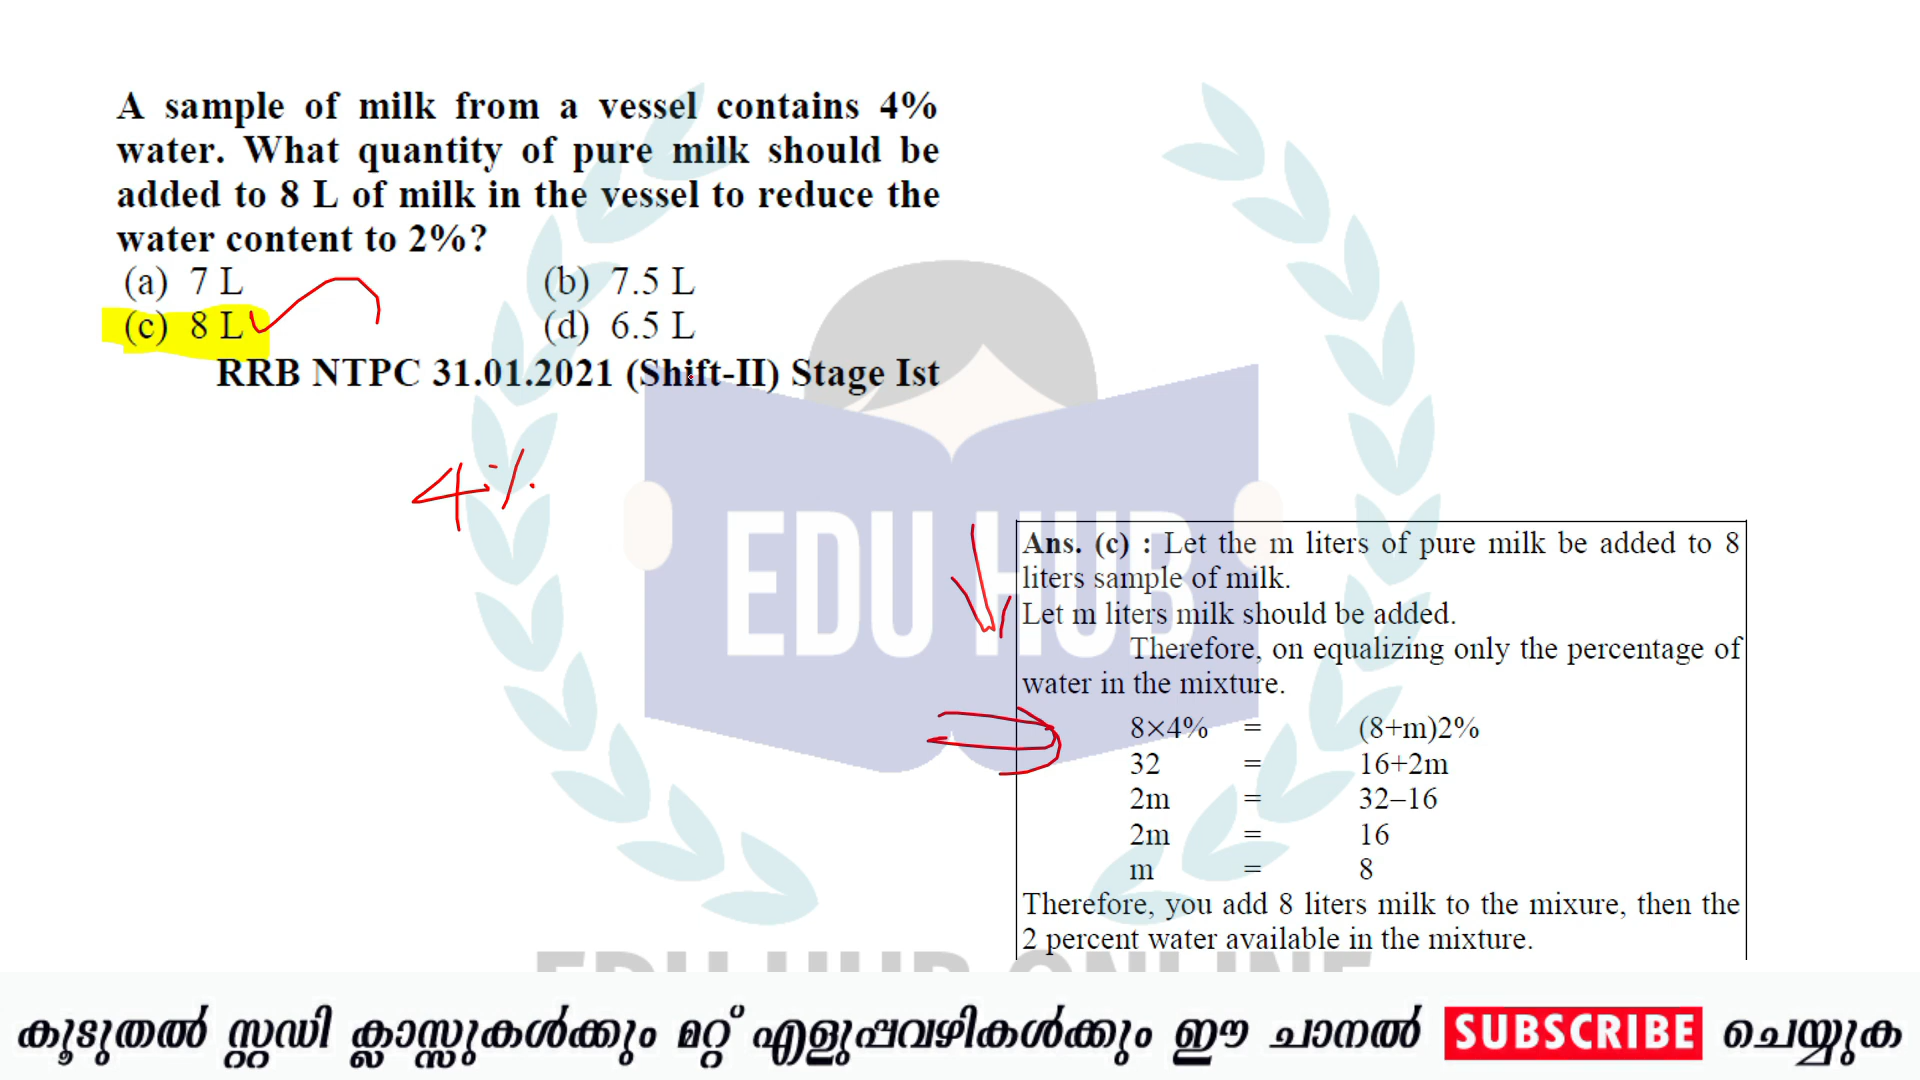 A sample of milk from a vessel contains 4%
water. What quantity of pure milk should be
added to 8 L of milk in the vessel to reduce the
water content to 2%?
(a) 7 L (b) 7.5 L
(c) 8 L (d) 6.5 L
RRB NTPC 31.01.2021 (Shift-II) Stage Ist
4%
EDU HUB
Ans. (c) : Let the m liters of pure milk be added to 8
liters sample of milk.
Let m liters milk should be added.
Therefore, on equalizing only the percentage of
water in the mixture.
8×4% = (8+m)2%
32 = 16+2m
2m = 32–16
2m = 16
m = 8
Therefore, you add 8 liters milk to the mixure, then the
2 percent water available in the mixture.
EDU HUB ONLINE
കൂടുതൽ സ്റ്റഡി ക്ലാസ്സുകൾക്കും മറ്റ് എളുപ്പവഴികൾക്കും ഈ ചാനൽ SUBSCRIBE ചെയ്യുക